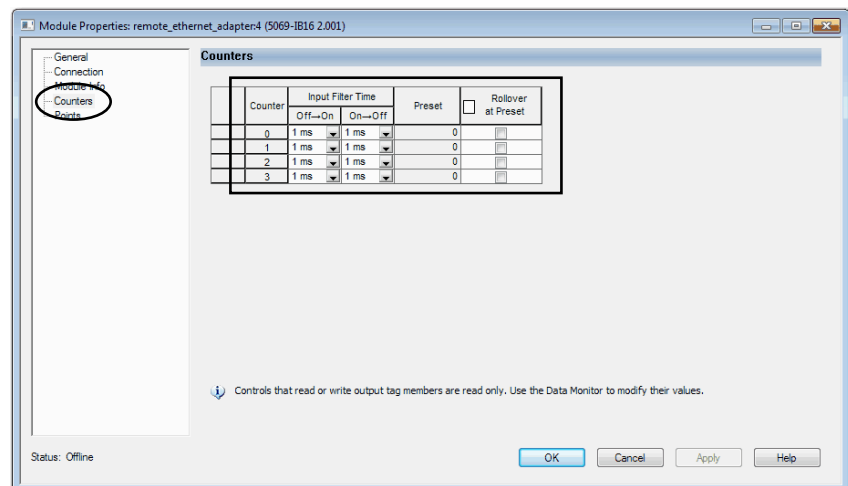 Module Properties: remote_ethernet_adapter:4 (5069-IB16 2.001)
General
Connection
Module Info
Counters
Points
Counters
Counter
Input Filter Time
Off→On
On→Off
Preset
Rollover at Preset
0 1 ms 1 ms 0
1 1 ms 1 ms 0
2 1 ms 1 ms 0
3 1 ms 1 ms 0
Controls that read or write output tag members are read only. Use the Data Monitor to modify their values.
Status: Offline
OK
Cancel
Apply
Help